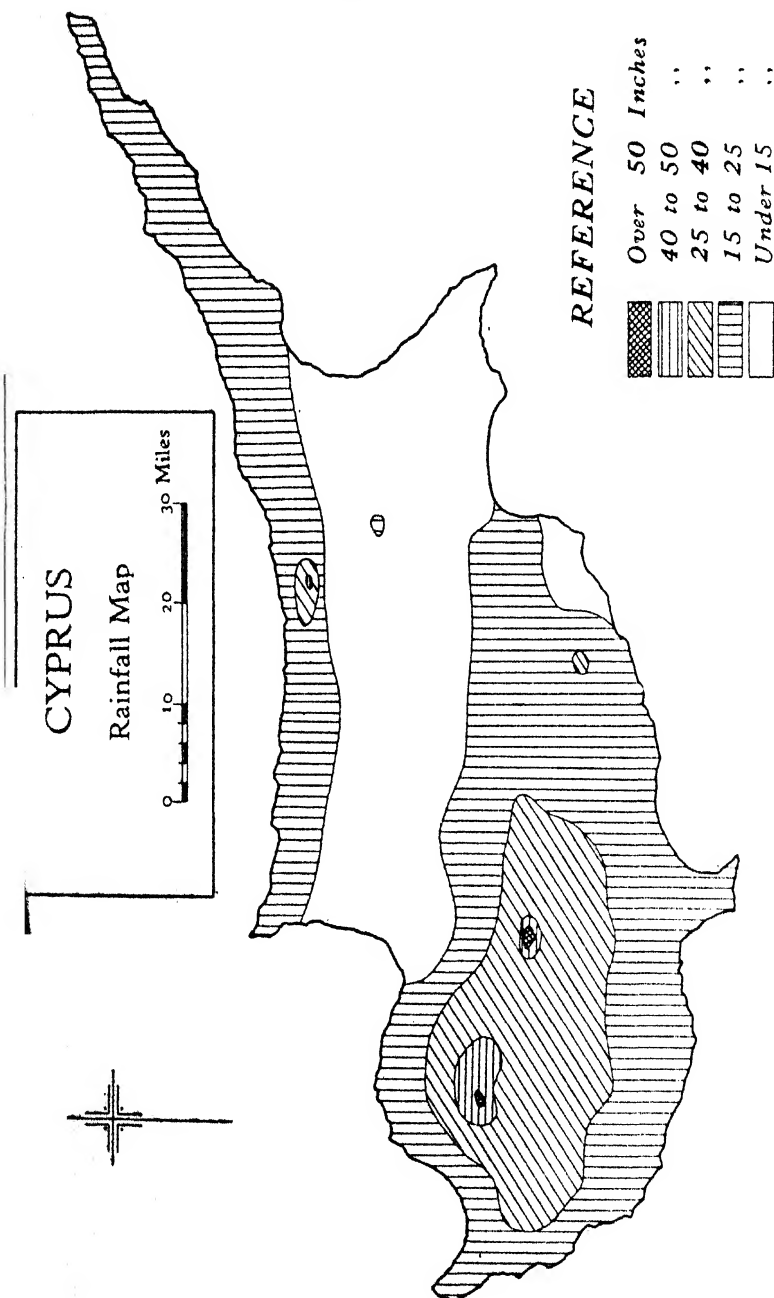 CYPRUS
Rainfall Map
0 10 20 30 Miles
REFERENCE
Over 50 Inches
40 to 50 ,,
25 to 40 ,,
15 to 25 ,,
Under 15 ,,